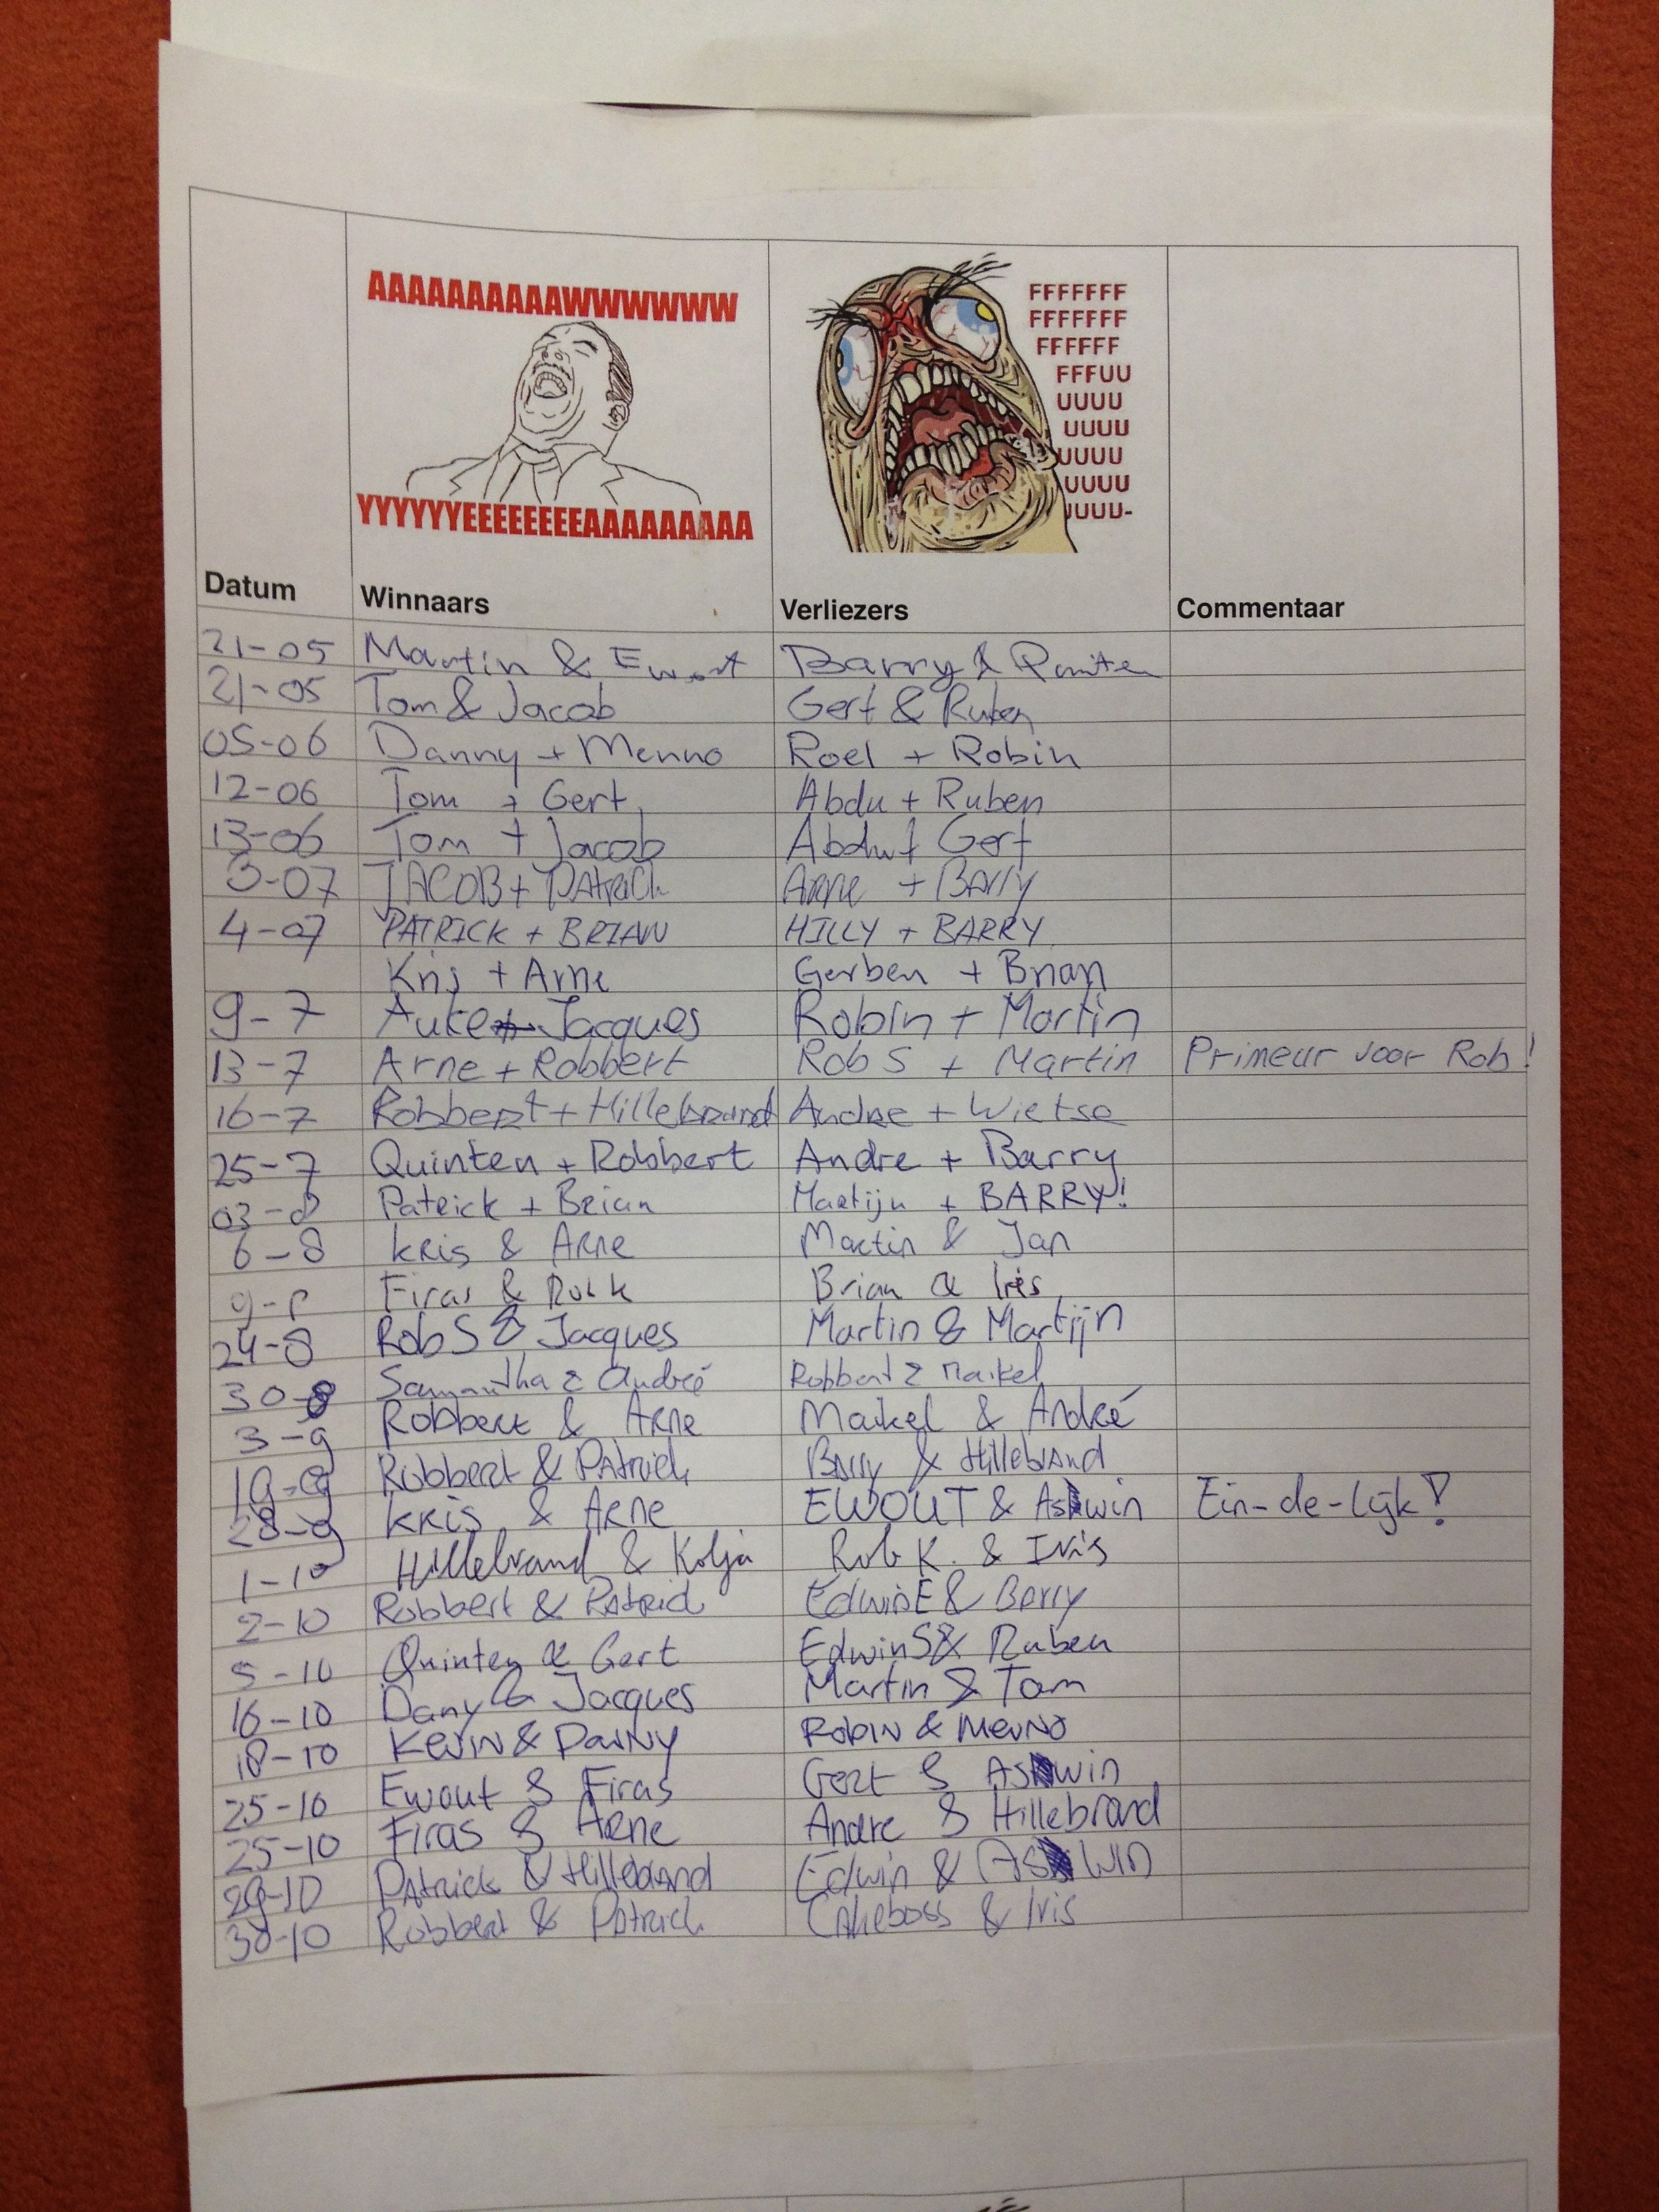 AAAAAAAAAAWWWWWW
YYYYYYEEEEEEEEAAAAAAAAA
FFFFFFF
FFFFFFF
FFFFFF
FFFUU
UUUU
UUUU
UUUU
UUUU
UUUU-
Datum Winnaars Verliezers Commentaar
21-05 Martin & Ewout Barry &
21-05 Tom & Jacob Gert & Ruben
05-06 Danny + Menno Roel + Robin
12-06 Tom + Gert Abdu + Ruben
13-06 Tom + Jacob Abdu + Gert
3-07 JACOB + PAtRiCk Arne + BArry
4-07 PATRICK + BRIAN HILLY + BARRY
Kris + Arne Gerben + Brian
9-7 Auke + Jacques Robin + Martin
13-7 Arne + Robbert Rob S + Martin Primeur voor Rob!
16-7 Robbert + Hillebrand Andre + Wietse
25-7 Quinten + Robbert Andre + Barry
03-8 Patrick + Brian Martijn + BARRY!
6-8 Kris & Arne Martin & Jan
9-8 Firas & Rob K Brian & Iris
24-8 Rob S & Jacques Martin & Martijn
30-8 Samantha & André Robbert & Maikel
3-9 Robbert & Arne Maikel & André
19-9 Robbert & PAtrick BArry & HillebrAnd
28-9 Kris & Arne EWOUT & Aswin Ein-de-lijk!
1-10 Hillebrand & Kolja Rob K. & Iris
2-10 Robbert & PAtrick Edwin E & Barry
5-10 Quinten & Gert Edwin S & Ruben
16-10 Dany & Jacques Martin & Tom
18-10 KeviN & DaNNy RobiN & MeNNo
25-10 Ewout & Firas Gert & ASwin
25-10 Firas & Arne Andre & Hillebrand
29-10 PAtrick & HillebrAnd Edwin & ASWIN
30-10 Robbert & PAtrick CAkeboss & Iris